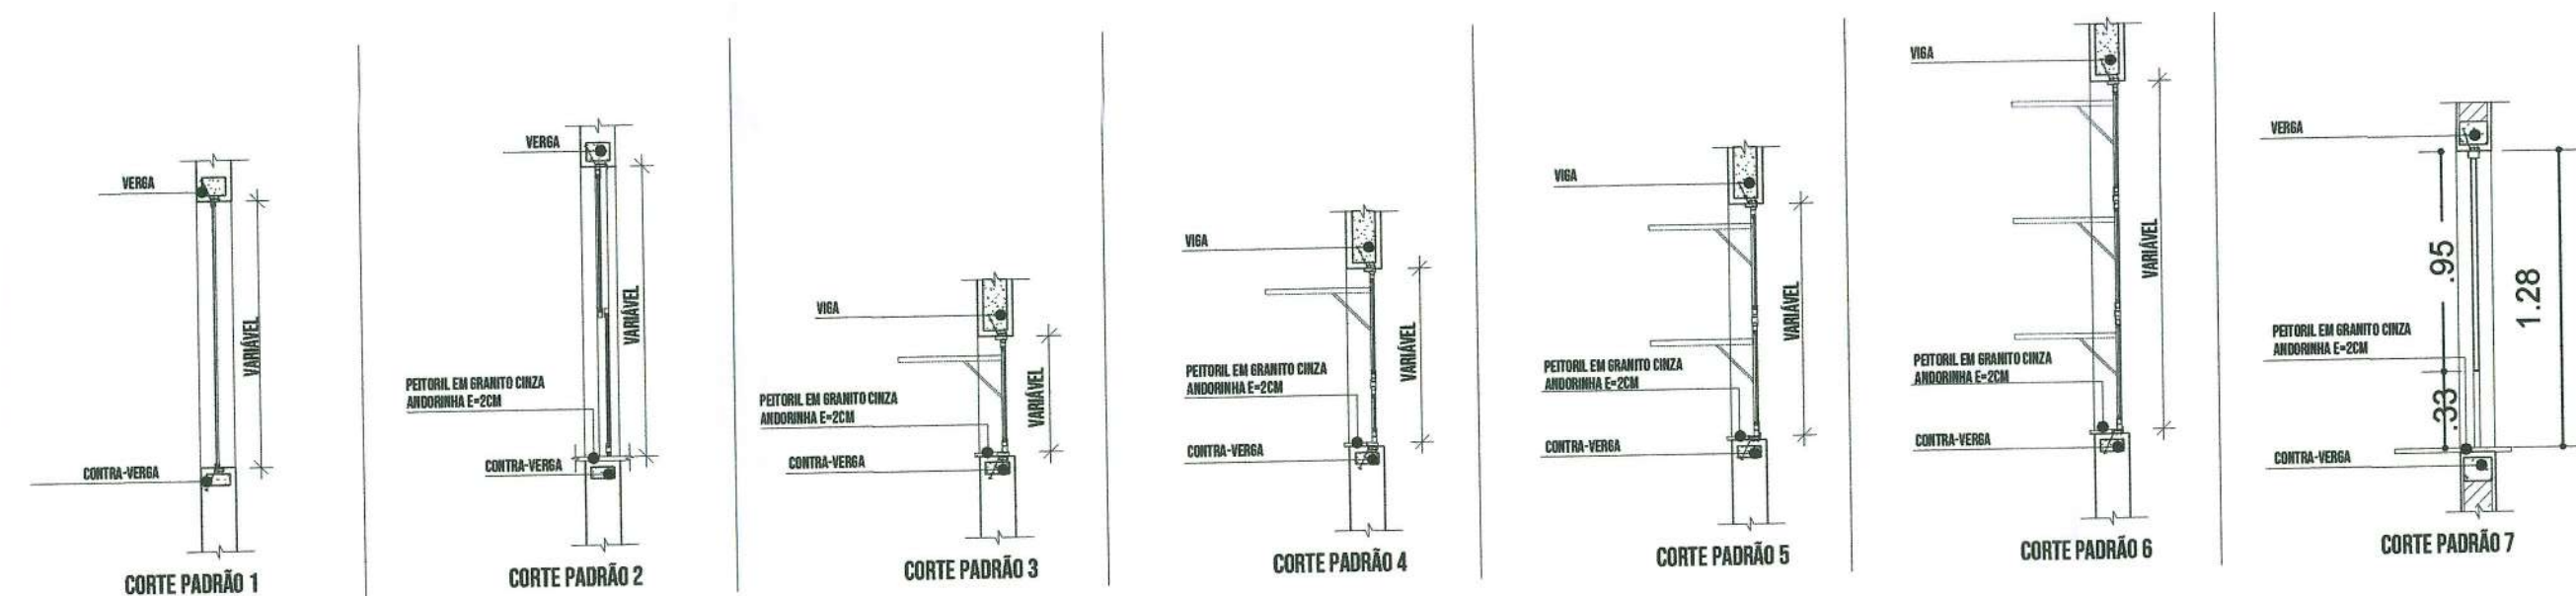 VERGA
VARIÁVEL
CONTRA-VERGA
CORTE PADRÃO 1
VERGA
VARIÁVEL
PEITORIL EM GRANITO CINZA
ANDORINHA E=2CM
CONTRA-VERGA
CORTE PADRÃO 2
VIGA
VARIÁVEL
PEITORIL EM GRANITO CINZA
ANDORINHA E=2CM
CONTRA-VERGA
CORTE PADRÃO 3
VIGA
VARIÁVEL
PEITORIL EM GRANITO CINZA
ANDORINHA E=2CM
CONTRA-VERGA
CORTE PADRÃO 4
VIGA
VARIÁVEL
PEITORIL EM GRANITO CINZA
ANDORINHA E=2CM
CONTRA-VERGA
CORTE PADRÃO 5
VIGA
VARIÁVEL
PEITORIL EM GRANITO CINZA
ANDORINHA E=2CM
CONTRA-VERGA
CORTE PADRÃO 6
VERGA
.95
1.28
PEITORIL EM GRANITO CINZA
ANDORINHA E=2CM
.33
CONTRA-VERGA
CORTE PADRÃO 7